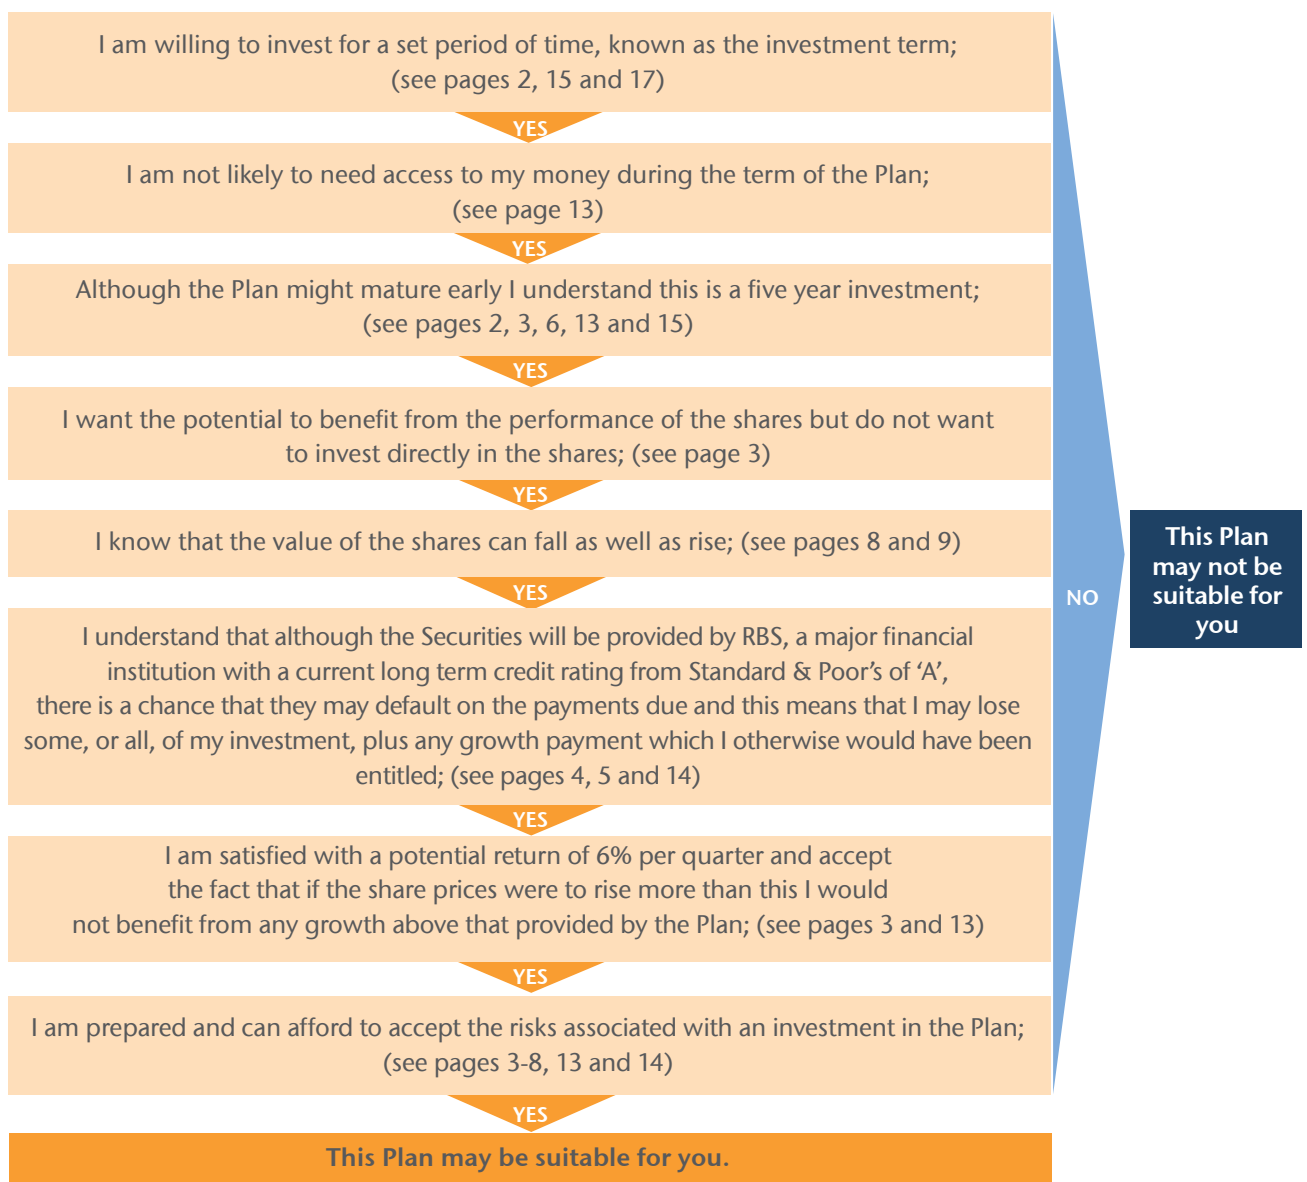 I am willing to invest for a set period of time, known as the investment term;
(see pages 2, 15 and 17)
YES
I am not likely to need access to my money during the term of the Plan;
(see page 13)
YES
Although the Plan might mature early I understand this is a five year investment;
(see pages 2, 3, 6, 13 and 15)
YES
I want the potential to benefit from the performance of the shares but do not want
to invest directly in the shares; (see page 3)
YES
I know that the value of the shares can fall as well as rise; (see pages 8 and 9)
YES
I understand that although the Securities will be provided by RBS, a major financial
institution with a current long term credit rating from Standard & Poor’s of ‘A’,
there is a chance that they may default on the payments due and this means that I may lose
some, or all, of my investment, plus any growth payment which I otherwise would have been
entitled; (see pages 4, 5 and 14)
YES
I am satisfied with a potential return of 6% per quarter and accept
the fact that if the share prices were to rise more than this I would
not benefit from any growth above that provided by the Plan; (see pages 3 and 13)
YES
I am prepared and can afford to accept the risks associated with an investment in the Plan;
(see pages 3-8, 13 and 14)
YES
This Plan may be suitable for you.
NO
This Plan
may not be
suitable for
you